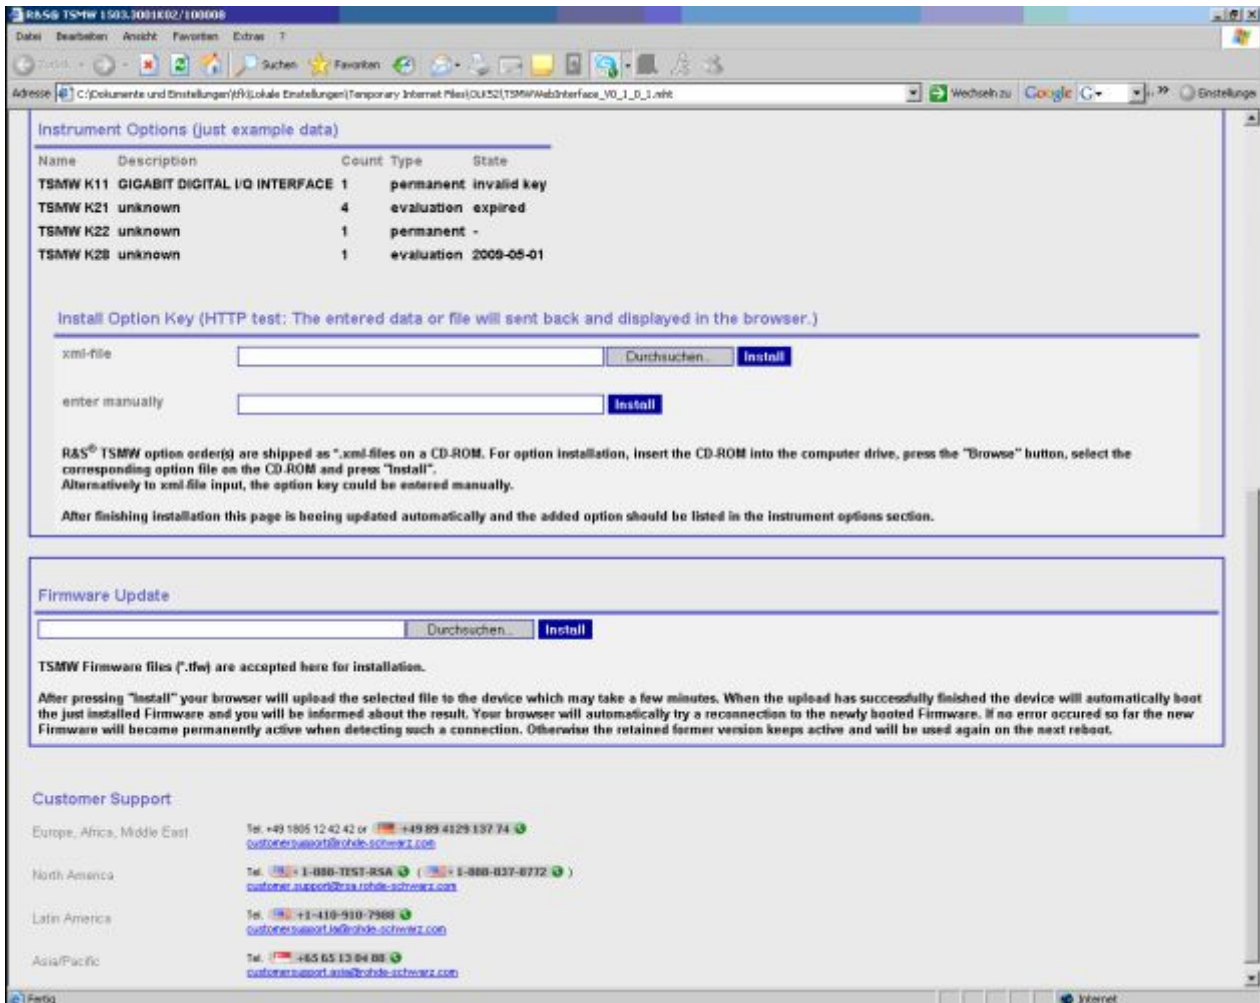 R&S® TSMW 1503.3001K02/100008
Datei Bearbeiten Ansicht Favoriten Extras ?
Zurück Suchen Favoriten
Adresse C:\Dokumente und Einstellungen\tfk\Lokale Einstellungen\Temporary Internet Files\OLK52\TSMWWebInterface_V0_1_0_1.mht Wechseln zu Google G Einstellungen
Instrument Options (just example data)
Name Description Count Type State
TSMW K11 GIGABIT DIGITAL I/Q INTERFACE 1 permanent invalid key
TSMW K21 unknown 4 evaluation expired
TSMW K22 unknown 1 permanent -
TSMW K28 unknown 1 evaluation 2009-05-01
Install Option Key (HTTP test: The entered data or file will sent back and displayed in the browser.)
xml-file Durchsuchen... Install
enter manually Install
R&S® TSMW option order(s) are shipped as *.xml-files on a CD-ROM. For option installation, insert the CD-ROM into the computer drive, press the "Browse" button, select the
corresponding option file on the CD-ROM and press "Install".
Alternatively to xml-file input, the option key could be entered manually.
After finishing installation this page is beeing updated automatically and the added option should be listed in the instrument options section.
Firmware Update
Durchsuchen... Install
TSMW Firmware files (*.tfw) are accepted here for installation.
After pressing "Install" your browser will upload the selected file to the device which may take a few minutes. When the upload has successfully finished the device will automatically boot
the just installed Firmware and you will be informed about the result. Your browser will automatically try a reconnection to the newly booted Firmware. If no error occured so far the new
Firmware will become permanently active when detecting such a connection. Otherwise the retained former version keeps active and will be used again on the next reboot.
Customer Support
Europe, Africa, Middle East Tel. +49 1805 12 42 42 or +49 89 4129 137 74
customersupport@rohde-schwarz.com
North America Tel. 1-888-TEST-RSA ( 1-888-837-8772 )
customer.support@rsa.rohde-schwarz.com
Latin America Tel. +1-410-910-7988
customersupport.la@rohde-schwarz.com
Asia/Pacific Tel. +65 65 13 04 88
customersupport.asia@rohde-schwarz.com
Fertig Internet